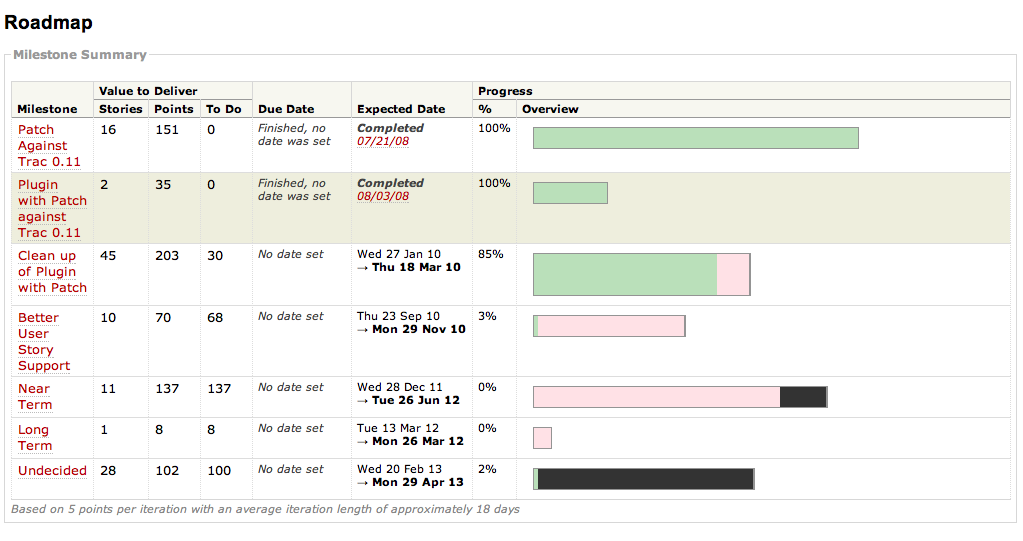 Roadmap
Milestone Summary
Value to Deliver Progress
Milestone Stories Points To Do Due Date Expected Date % Overview
Patch Against Trac 0.11 16 151 0 Finished, no date was set Completed 07/21/08 100%
Plugin with Patch against Trac 0.11 2 35 0 Finished, no date was set Completed 08/03/08 100%
Clean up of Plugin with Patch 45 203 30 No date set Wed 27 Jan 10 → Thu 18 Mar 10 85%
Better User Story Support 10 70 68 No date set Thu 23 Sep 10 → Mon 29 Nov 10 3%
Near Term 11 137 137 No date set Wed 28 Dec 11 → Tue 26 Jun 12 0%
Long Term 1 8 8 No date set Tue 13 Mar 12 → Mon 26 Mar 12 0%
Undecided 28 102 100 No date set Wed 20 Feb 13 → Mon 29 Apr 13 2%
Based on 5 points per iteration with an average iteration length of approximately 18 days